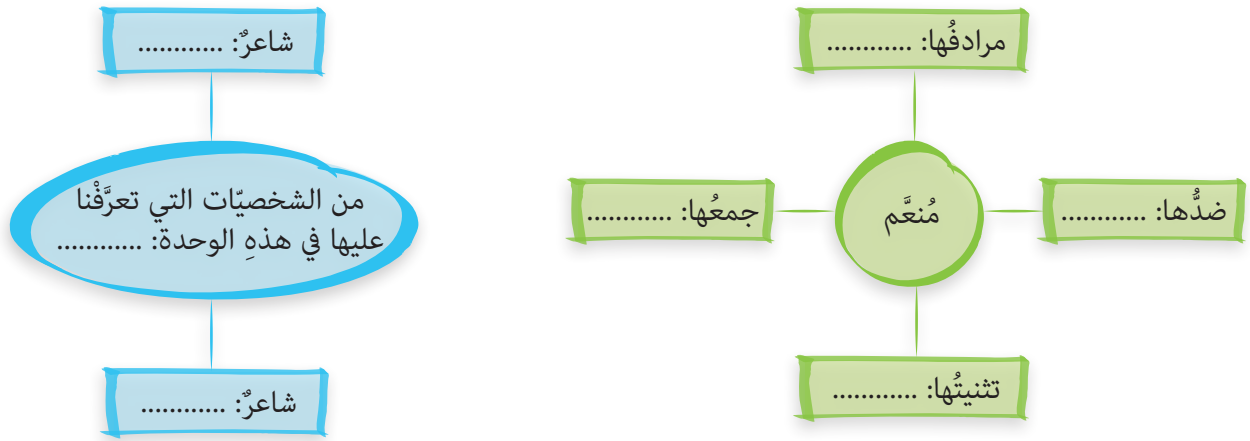 مرادفُها: ............
ضدُّها: ............
مُنعَّم
جمعُها: ............
تثنيتُها: ............
شاعرٌ: ............
من الشخصيّات التي تعرَّفْنا
عليها في هذهِ الوحدة: ............
شاعرٌ: ............